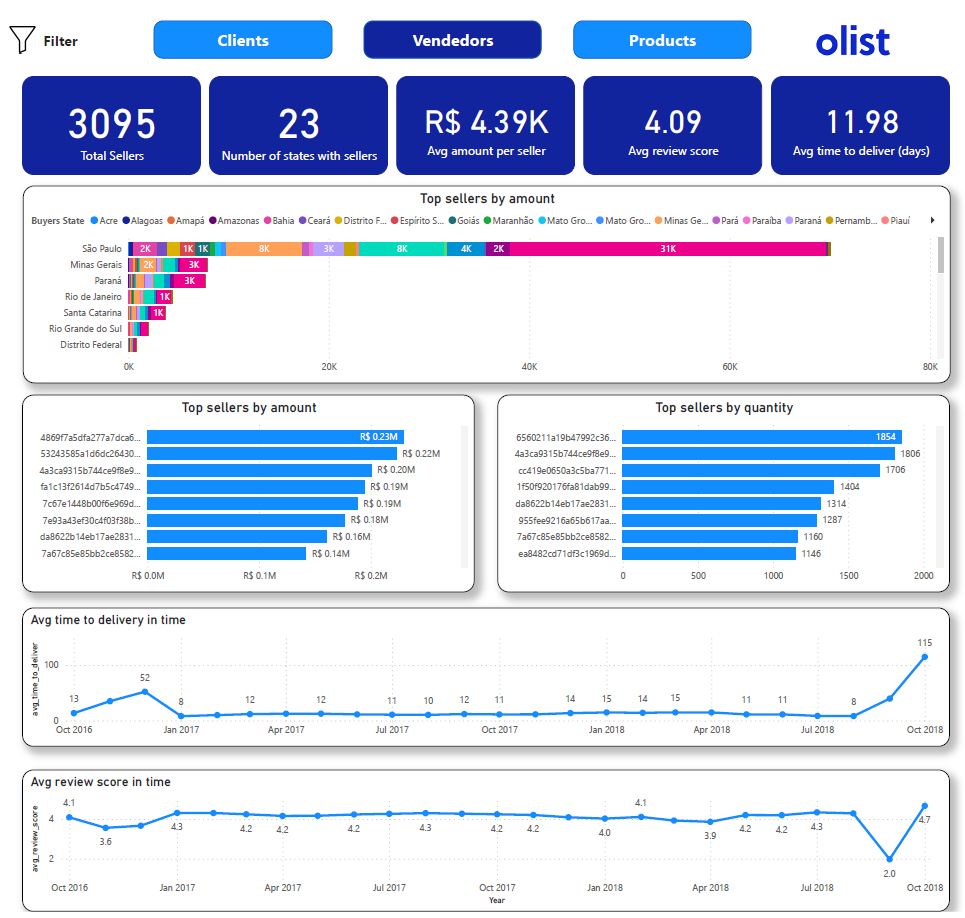 Filter
Clients
Vendedors
Products
olist
3095
Total Sellers
23
Number of states with sellers
R$ 4.39K
Avg amount per seller
4.09
Avg review score
11.98
Avg time to deliver (days)
Top sellers by amount
Buyers State Acre Alagoas Amapá Amazonas Bahia Ceará Distrito F... Espírito S... Goiás Maranhão Mato Gro... Mato Gro... Minas Ge... Pará Paraíba Paraná Pernamb... Piauí
São Paulo 2K 1K 1K 8K 3K 8K 4K 2K 31K
Minas Gerais 2K 3K
Paraná 3K
Rio de Janeiro 1K
Santa Catarina 1K
Rio Grande do Sul
Distrito Federal
0K 20K 40K 60K 80K
Top sellers by amount
4869f7a5dfa277a7dca6... R$ 0.23M
53243585a1d6dc26430... R$ 0.22M
4a3ca9315b744ce9f8e9... R$ 0.20M
fa1c13f2614d7b5c4749... R$ 0.19M
7c67e1448b00f6e969d... R$ 0.19M
7e93a43ef30c4f03f38b... R$ 0.18M
da8622b14eb17ae2831... R$ 0.16M
7a67c85e85bb2ce8582... R$ 0.14M
R$ 0.0M R$ 0.1M R$ 0.2M
Top sellers by quantity
6560211a19b47992c36... 1854
4a3ca9315b744ce9f8e9... 1806
cc419e0650a3c5ba771... 1706
1f50f920176fa81dab99... 1404
da8622b14eb17ae2831... 1314
955fee9216a65b617aa... 1287
7a67c85e85bb2ce8582... 1160
ea8482cd71df3c1969d... 1146
0 500 1000 1500 2000
Avg time to delivery in time
avg_time_to_deliver
100
0
13 52 8 12 12 11 10 12 11 14 15 14 15 11 11 8 115
Oct 2016 Jan 2017 Apr 2017 Jul 2017 Oct 2017 Jan 2018 Apr 2018 Jul 2018 Oct 2018
Avg review score in time
avg_review_score
4
2
4.1 3.6 4.3 4.2 4.2 4.2 4.3 4.2 4.2 4.0 4.1 3.9 4.2 4.2 4.3 2.0 4.7
Oct 2016 Jan 2017 Apr 2017 Jul 2017 Oct 2017 Jan 2018 Apr 2018 Jul 2018 Oct 2018
Year